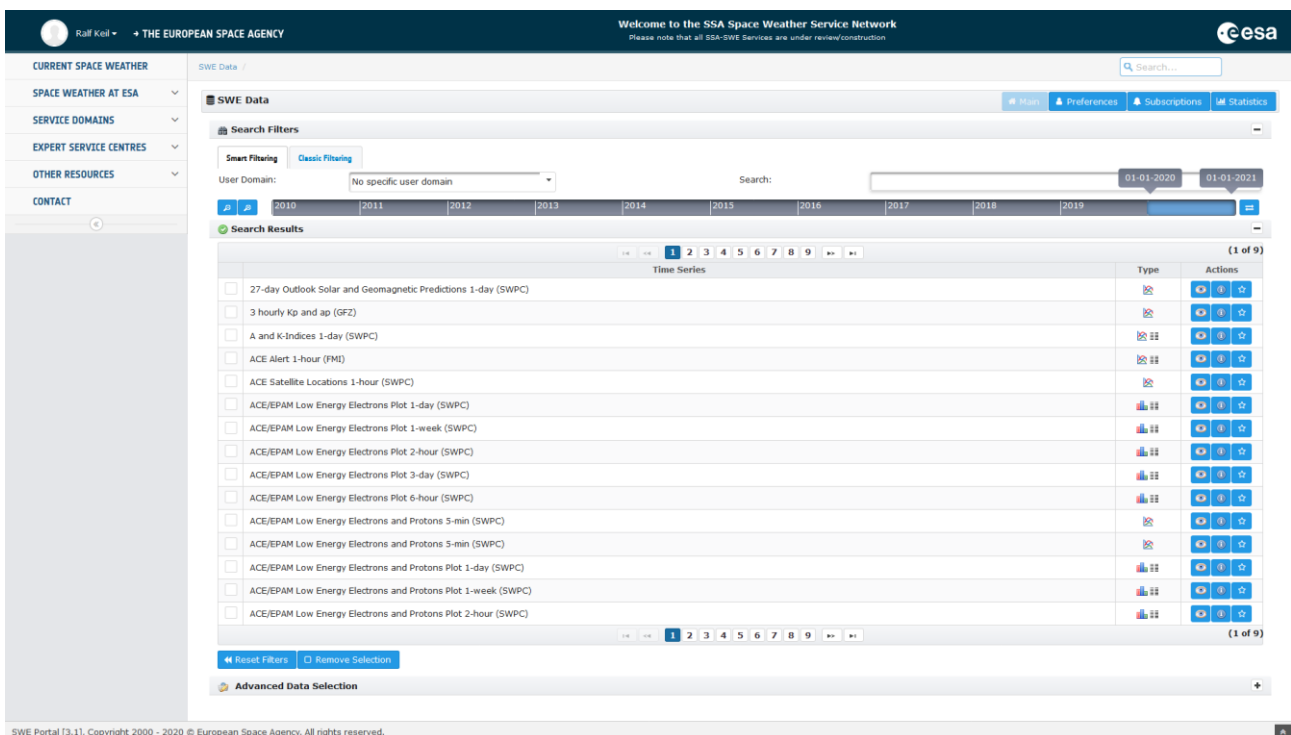 Ralf Keil
→ THE EUROPEAN SPACE AGENCY
Welcome to the SSA Space Weather Service Network
Please note that all SSA-SWE Services are under review/construction
esa
CURRENT SPACE WEATHER
SPACE WEATHER AT ESA
SERVICE DOMAINS
EXPERT SERVICE CENTRES
OTHER RESOURCES
CONTACT
SWE Data /
Search...
SWE Data
Main
Preferences
Subscriptions
Statistics
Search Filters
Smart Filtering
Classic Filtering
User Domain:
No specific user domain
Search:
01-01-2020
01-01-2021
2010 2011 2012 2013 2014 2015 2016 2017 2018 2019
Search Results
1 2 3 4 5 6 7 8 9
(1 of 9)
Time Series Type Actions
27-day Outlook Solar and Geomagnetic Predictions 1-day (SWPC)
3 hourly Kp and ap (GFZ)
A and K-Indices 1-day (SWPC)
ACE Alert 1-hour (FMI)
ACE Satellite Locations 1-hour (SWPC)
ACE/EPAM Low Energy Electrons Plot 1-day (SWPC)
ACE/EPAM Low Energy Electrons Plot 1-week (SWPC)
ACE/EPAM Low Energy Electrons Plot 2-hour (SWPC)
ACE/EPAM Low Energy Electrons Plot 3-day (SWPC)
ACE/EPAM Low Energy Electrons Plot 6-hour (SWPC)
ACE/EPAM Low Energy Electrons and Protons 5-min (SWPC)
ACE/EPAM Low Energy Electrons and Protons 5-min (SWPC)
ACE/EPAM Low Energy Electrons and Protons Plot 1-day (SWPC)
ACE/EPAM Low Energy Electrons and Protons Plot 1-week (SWPC)
ACE/EPAM Low Energy Electrons and Protons Plot 2-hour (SWPC)
1 2 3 4 5 6 7 8 9
(1 of 9)
Reset Filters
Remove Selection
Advanced Data Selection
SWE Portal [3.1]. Copyright 2000 - 2020 © European Space Agency. All rights reserved.